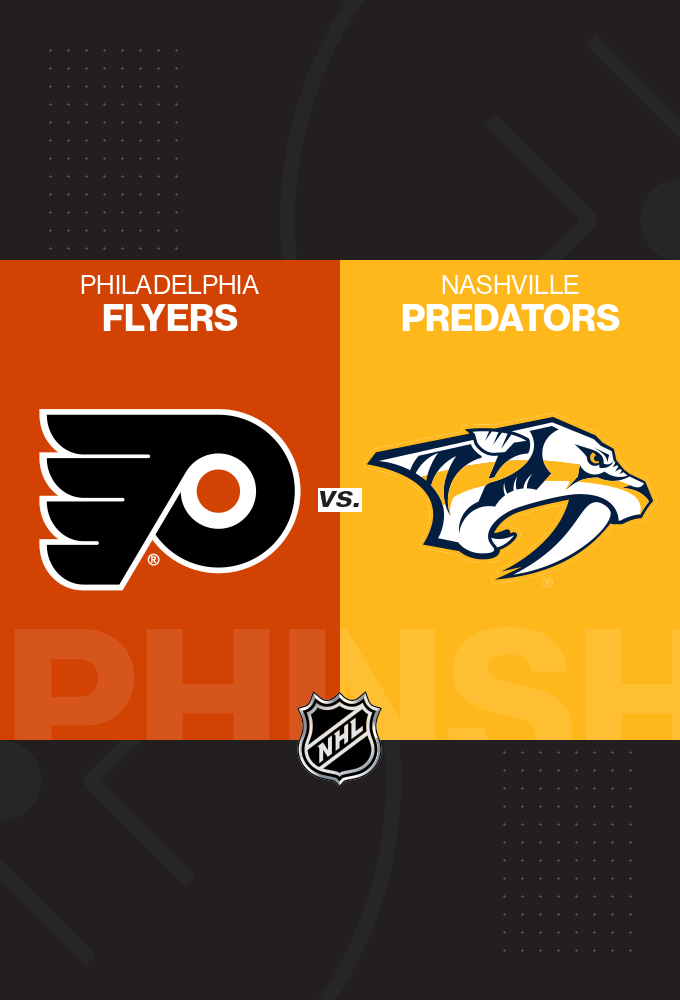 PHILADELPHIA
FLYERS
NASHVILLE
PREDATORS
vs.
®
®
PHI
NSH
NHL